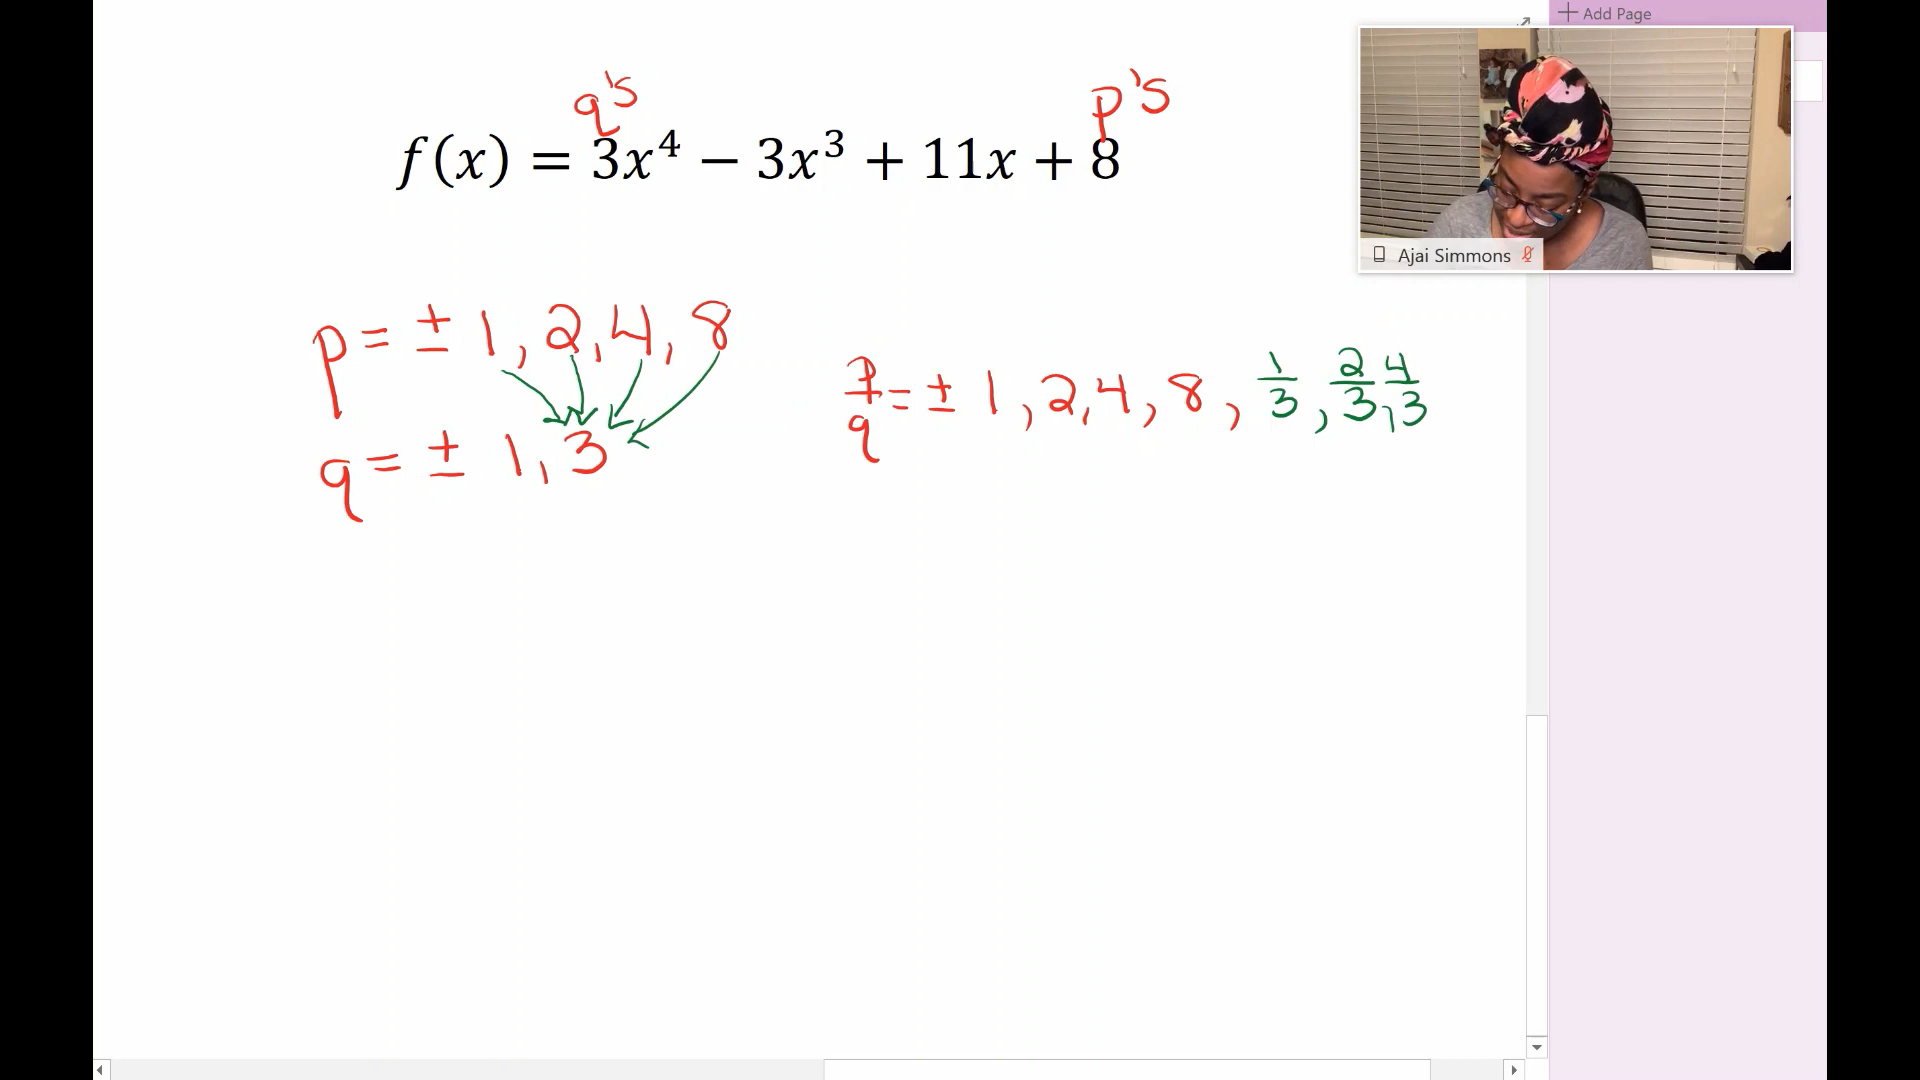 Add Page
q's
p's
f(x) = 3x⁴ − 3x³ + 11x + 8
Ajai Simmons
p = ± 1, 2, 4, 8
p/q = ± 1, 2, 4, 8, 1/3, 2/3, 4/3
q = ± 1, 3